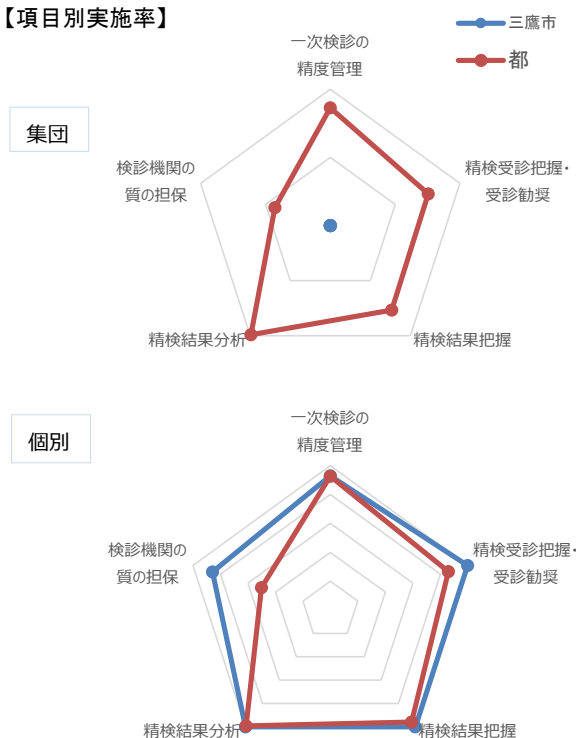 【項目別実施率】
三鷹市
都
集団
一次検診の
精度管理
精検受診把握・
受診勧奨
精検結果把握
精検結果分析
検診機関の
質の担保
個別
一次検診の
精度管理
精検受診把握・
受診勧奨
精検結果把握
精検結果分析
検診機関の
質の担保